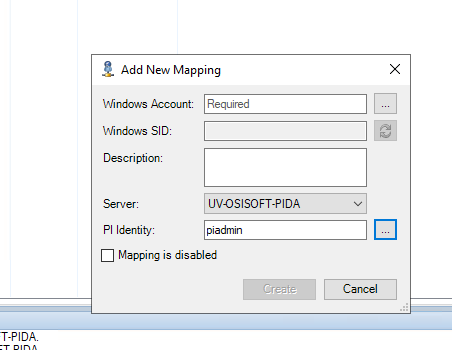 Add New Mapping
Windows Account: Required ...
Windows SID:
Description:
Server: UV-OSISOFT-PIDA
PI Identity: piadmin ...
Mapping is disabled
Create Cancel
T-PIDA.